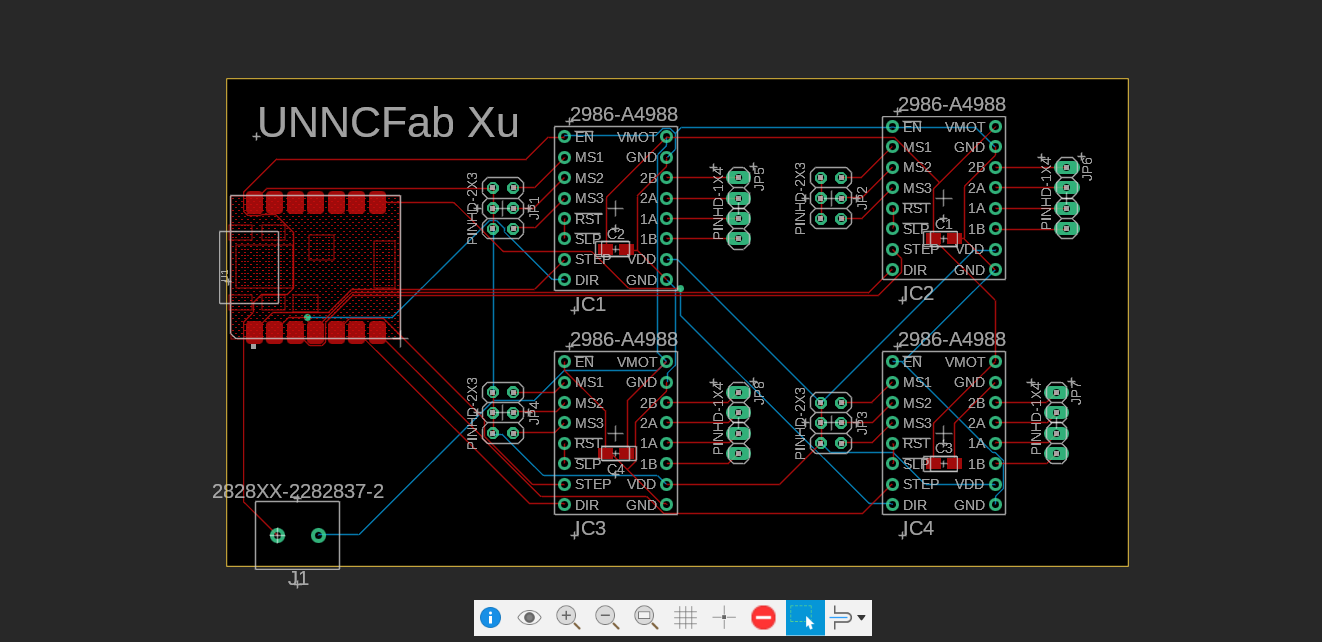 UNNCFab Xu
2986-A4988
EN VMOT
MS1 GND
MS2 2B
MS3 2A
RST 1A
SLP 1B
STEP VDD
DIR GND
C2
IC1
PINHD-2X3
JP1
PINHD-1X4
JP5
2986-A4988
EN VMOT
MS1 GND
MS2 2B
MS3 2A
RST 1A
SLP 1B
STEP VDD
DIR GND
C1
IC2
PINHD-2X3
JP2
PINHD-1X4
JP6
2986-A4988
EN VMOT
MS1 GND
MS2 2B
MS3 2A
RST 1A
SLP 1B
STEP VDD
DIR GND
C4
IC3
PINHD-2X3
JP4
PINHD-1X4
JP8
2986-A4988
EN VMOT
MS1 GND
MS2 2B
MS3 2A
RST 1A
SLP 1B
STEP VDD
DIR GND
C3
IC4
PINHD-2X3
JP3
PINHD-1X4
JP7
2828XX-2282837-2
J1